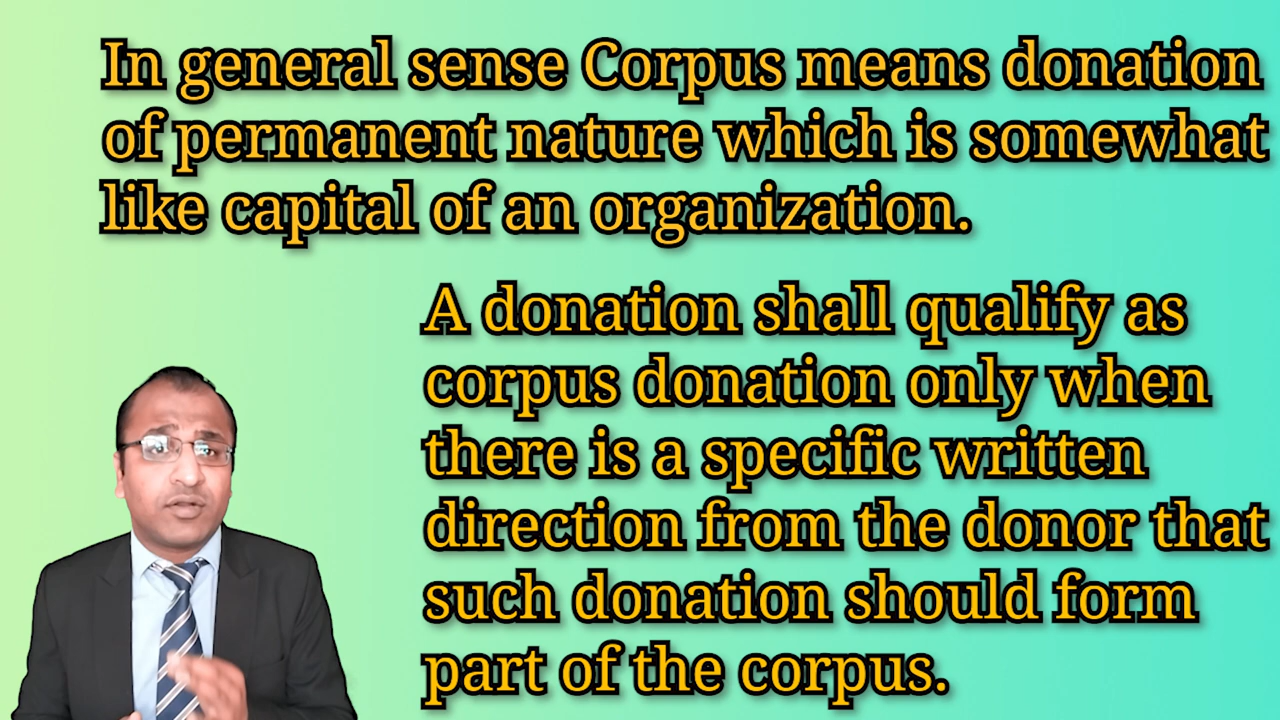 In general sense Corpus means donation
of permanent nature which is somewhat
like capital of an organization.
A donation shall qualify as
corpus donation only when
there is a specific written
direction from the donor that
such donation should form
part of the corpus.